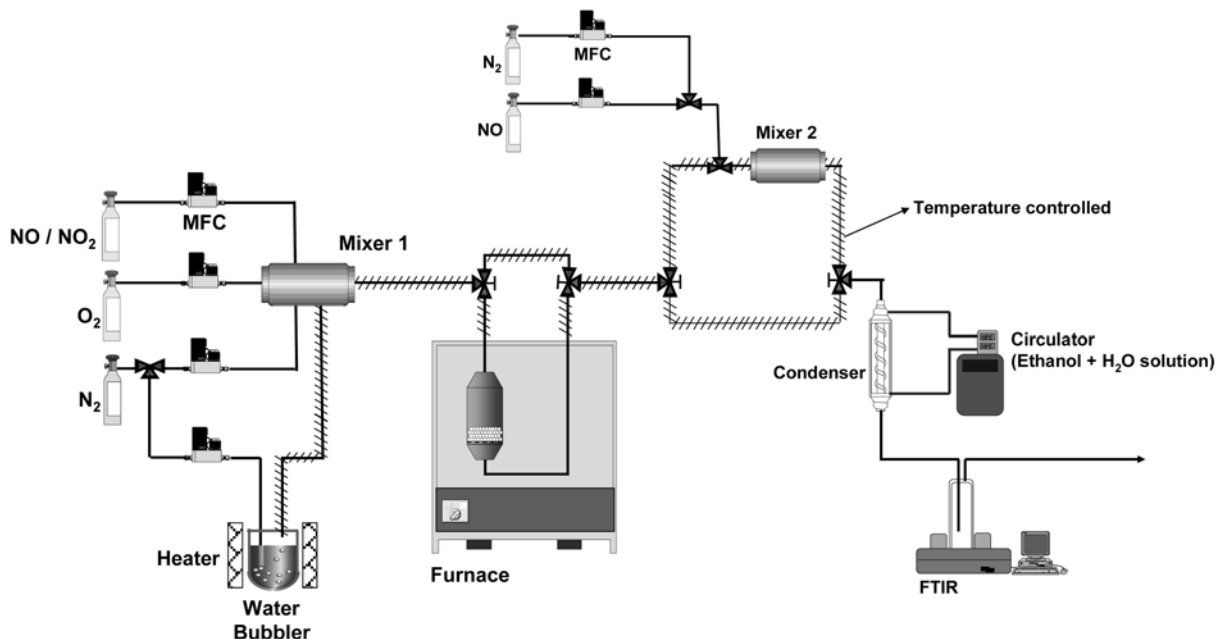 N2
MFC
NO
Mixer 2
Temperature controlled
NO / NO2
MFC
Mixer 1
O2
N2
Condenser
Circulator
(Ethanol + H2O solution)
Heater
Furnace
Water
Bubbler
FTIR